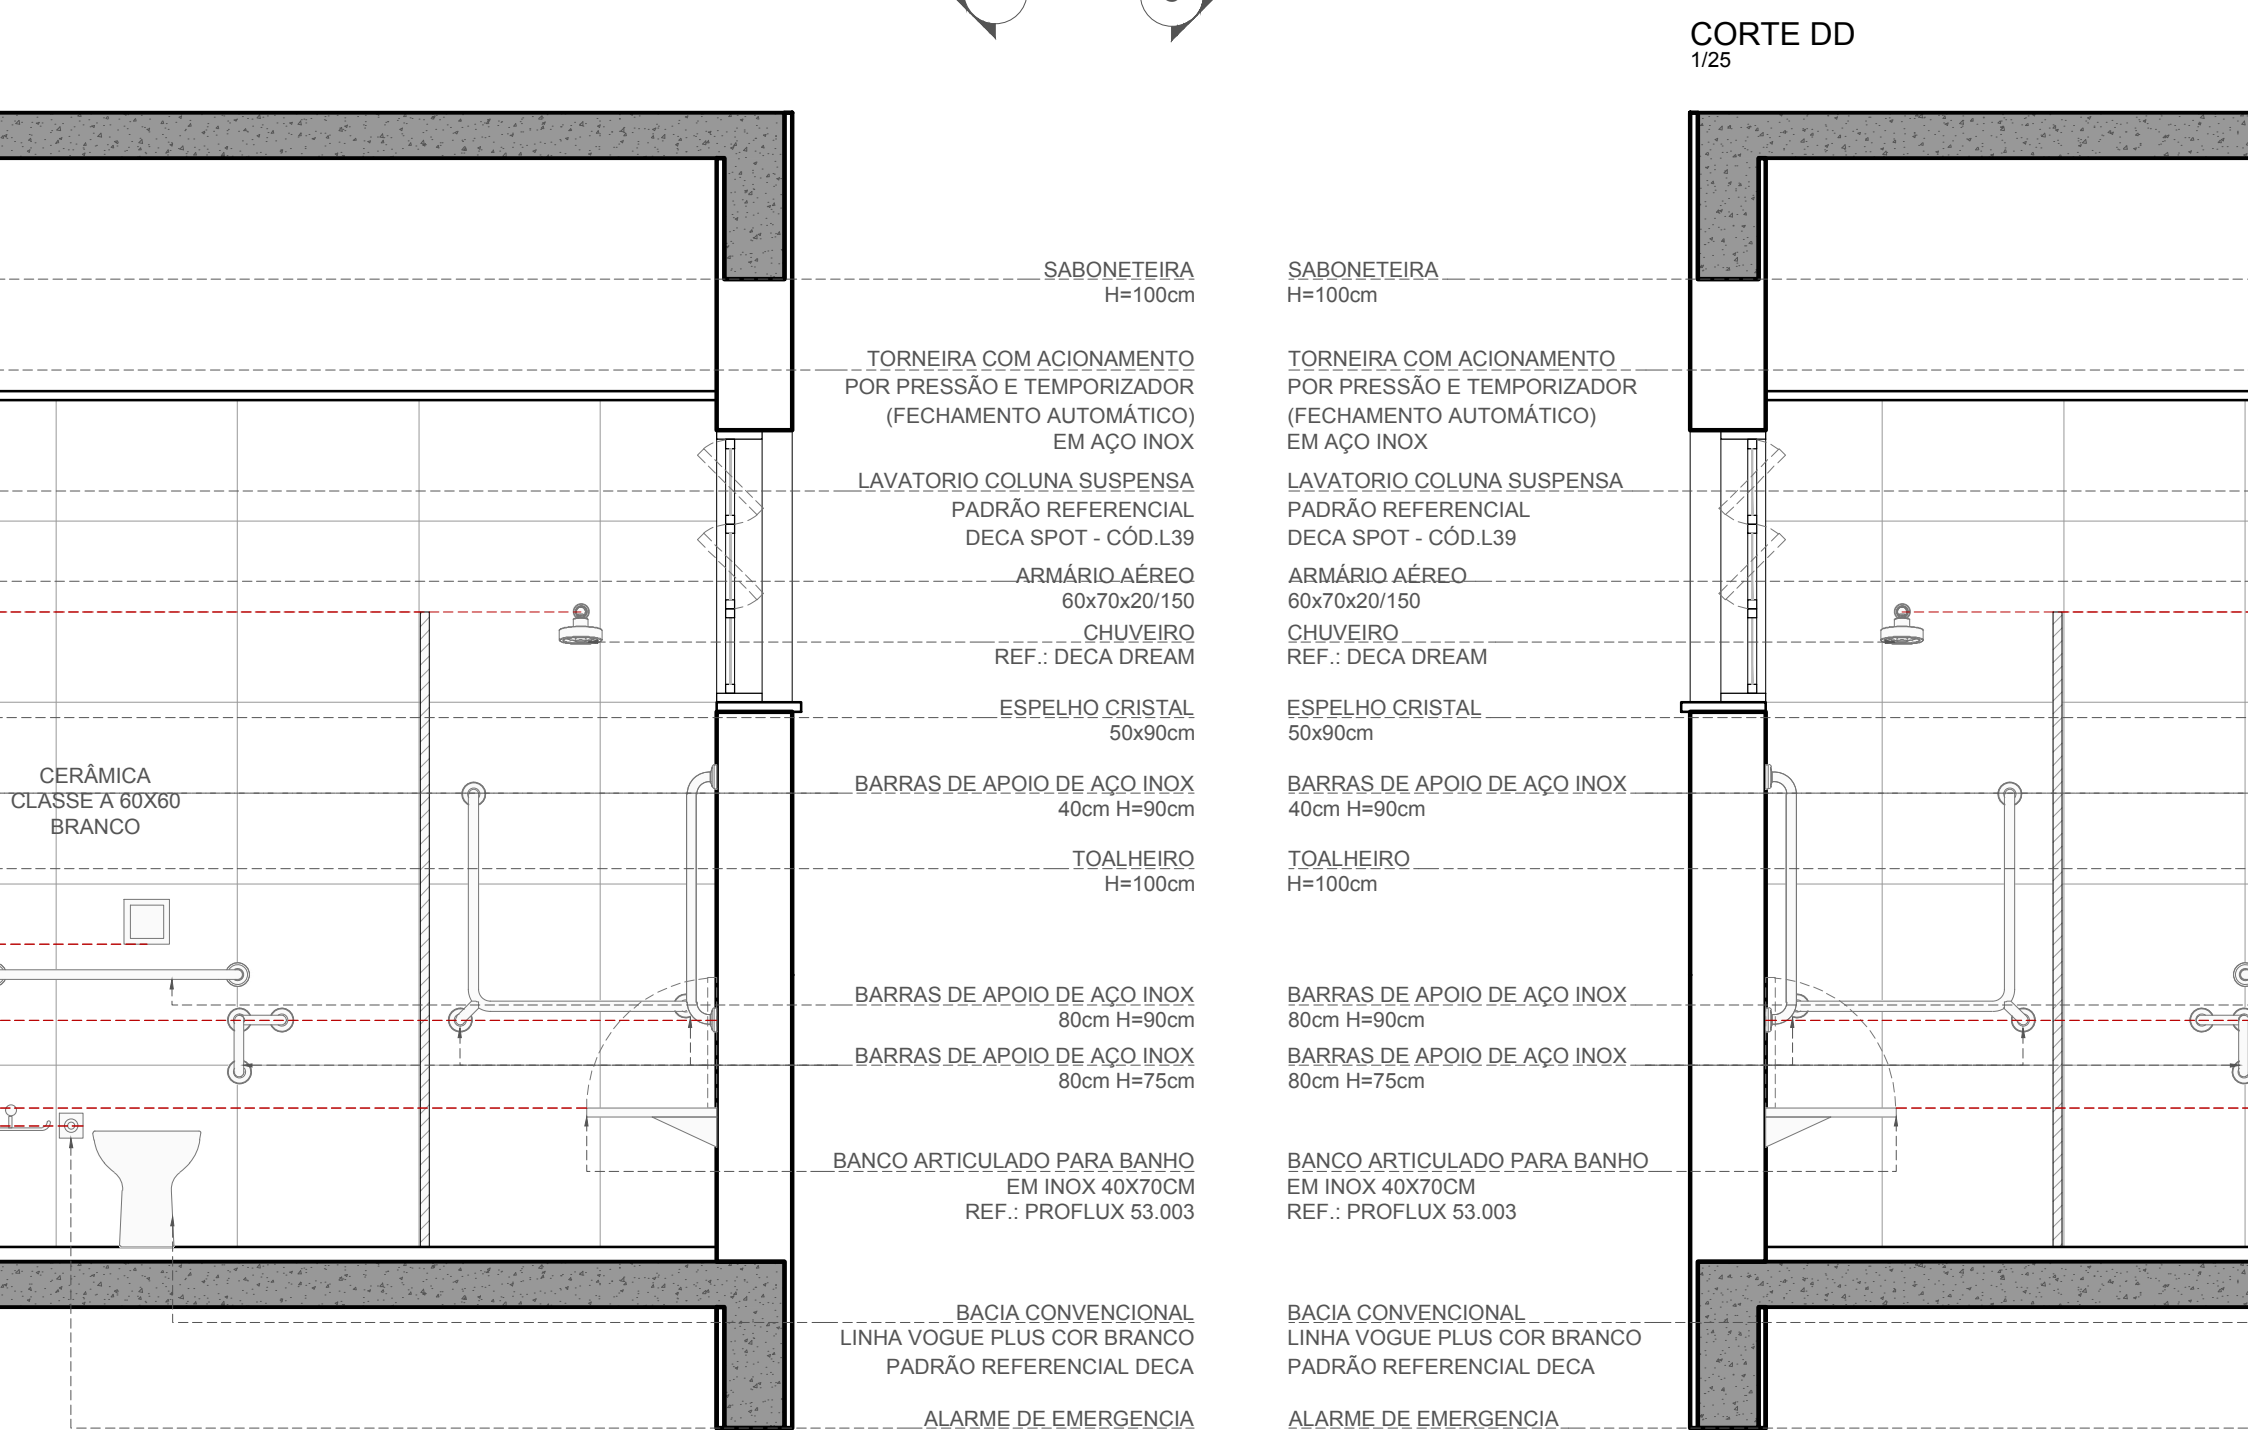 CORTE DD
1/25
SABONETEIRA
H=100cm
TORNEIRA COM ACIONAMENTO
POR PRESSÃO E TEMPORIZADOR
(FECHAMENTO AUTOMÁTICO)
EM AÇO INOX
LAVATORIO COLUNA SUSPENSA
PADRÃO REFERENCIAL
DECA SPOT - CÓD.L39
ARMÁRIO AÉREO
60x70x20/150
CHUVEIRO
REF.: DECA DREAM
ESPELHO CRISTAL
50x90cm
BARRAS DE APOIO DE AÇO INOX
40cm H=90cm
TOALHEIRO
H=100cm
BARRAS DE APOIO DE AÇO INOX
80cm H=90cm
BARRAS DE APOIO DE AÇO INOX
80cm H=75cm
BANCO ARTICULADO PARA BANHO
EM INOX 40X70CM
REF.: PROFLUX 53.003
BACIA CONVENCIONAL
LINHA VOGUE PLUS COR BRANCO
PADRÃO REFERENCIAL DECA
ALARME DE EMERGENCIA
SABONETEIRA
H=100cm
TORNEIRA COM ACIONAMENTO
POR PRESSÃO E TEMPORIZADOR
(FECHAMENTO AUTOMÁTICO)
EM AÇO INOX
LAVATORIO COLUNA SUSPENSA
PADRÃO REFERENCIAL
DECA SPOT - CÓD.L39
ARMÁRIO AÉREO
60x70x20/150
CHUVEIRO
REF.: DECA DREAM
ESPELHO CRISTAL
50x90cm
BARRAS DE APOIO DE AÇO INOX
40cm H=90cm
TOALHEIRO
H=100cm
BARRAS DE APOIO DE AÇO INOX
80cm H=90cm
BARRAS DE APOIO DE AÇO INOX
80cm H=75cm
BANCO ARTICULADO PARA BANHO
EM INOX 40X70CM
REF.: PROFLUX 53.003
BACIA CONVENCIONAL
LINHA VOGUE PLUS COR BRANCO
PADRÃO REFERENCIAL DECA
ALARME DE EMERGENCIA
CERÂMICA
CLASSE A 60X60
BRANCO